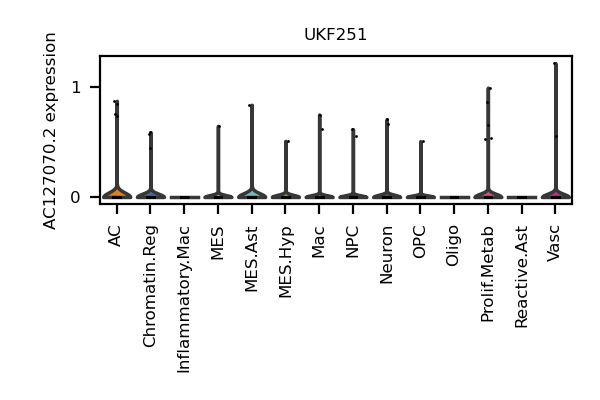 UKF251
AC127070.2 expression
1
0
AC
Chromatin.Reg
Inflammatory.Mac
MES
MES.Ast
MES.Hyp
Mac
NPC
Neuron
OPC
Oligo
Prolif.Metab
Reactive.Ast
Vasc